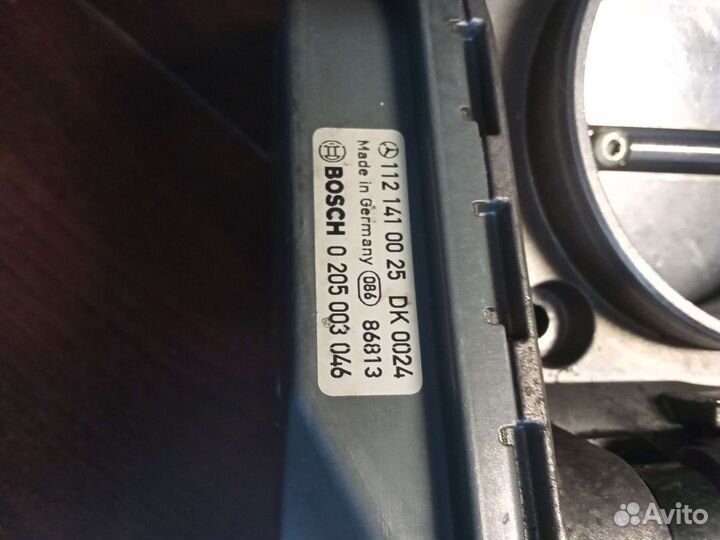 112 141 00 25 DK 0024
Made in Germany 086 86813
BOSCH 0 205 003 046
Avito